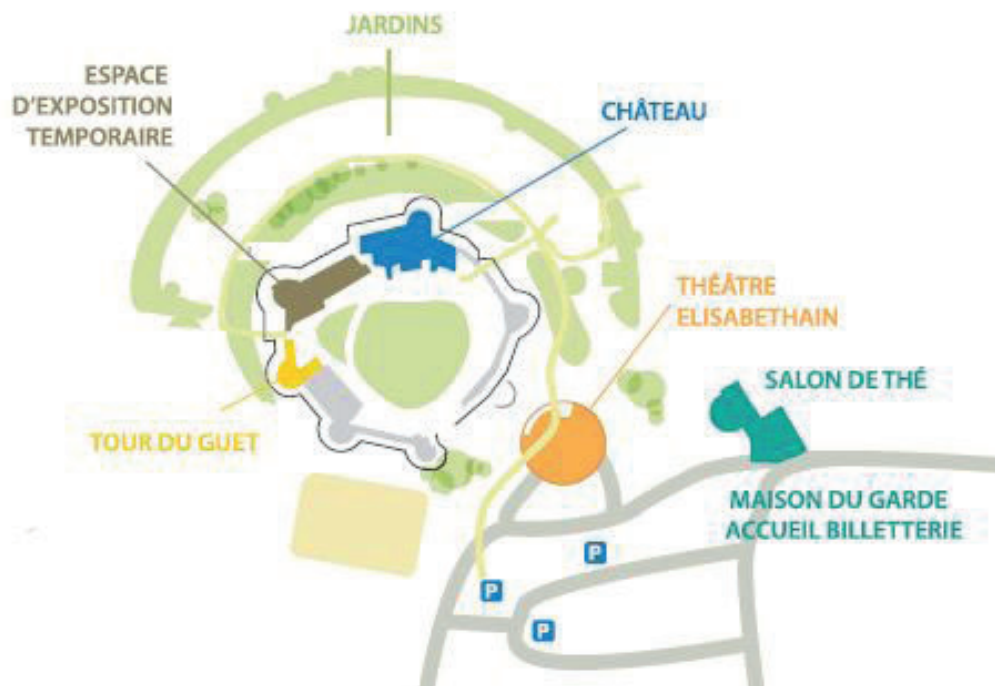 JARDINS
ESPACE
D'EXPOSITION
TEMPORAIRE
CHÂTEAU
THÉÂTRE
ELISABETHAIN
SALON DE THÉ
TOUR DU GUET
MAISON DU GARDE
ACCUEIL BILLETTERIE
P
P
P